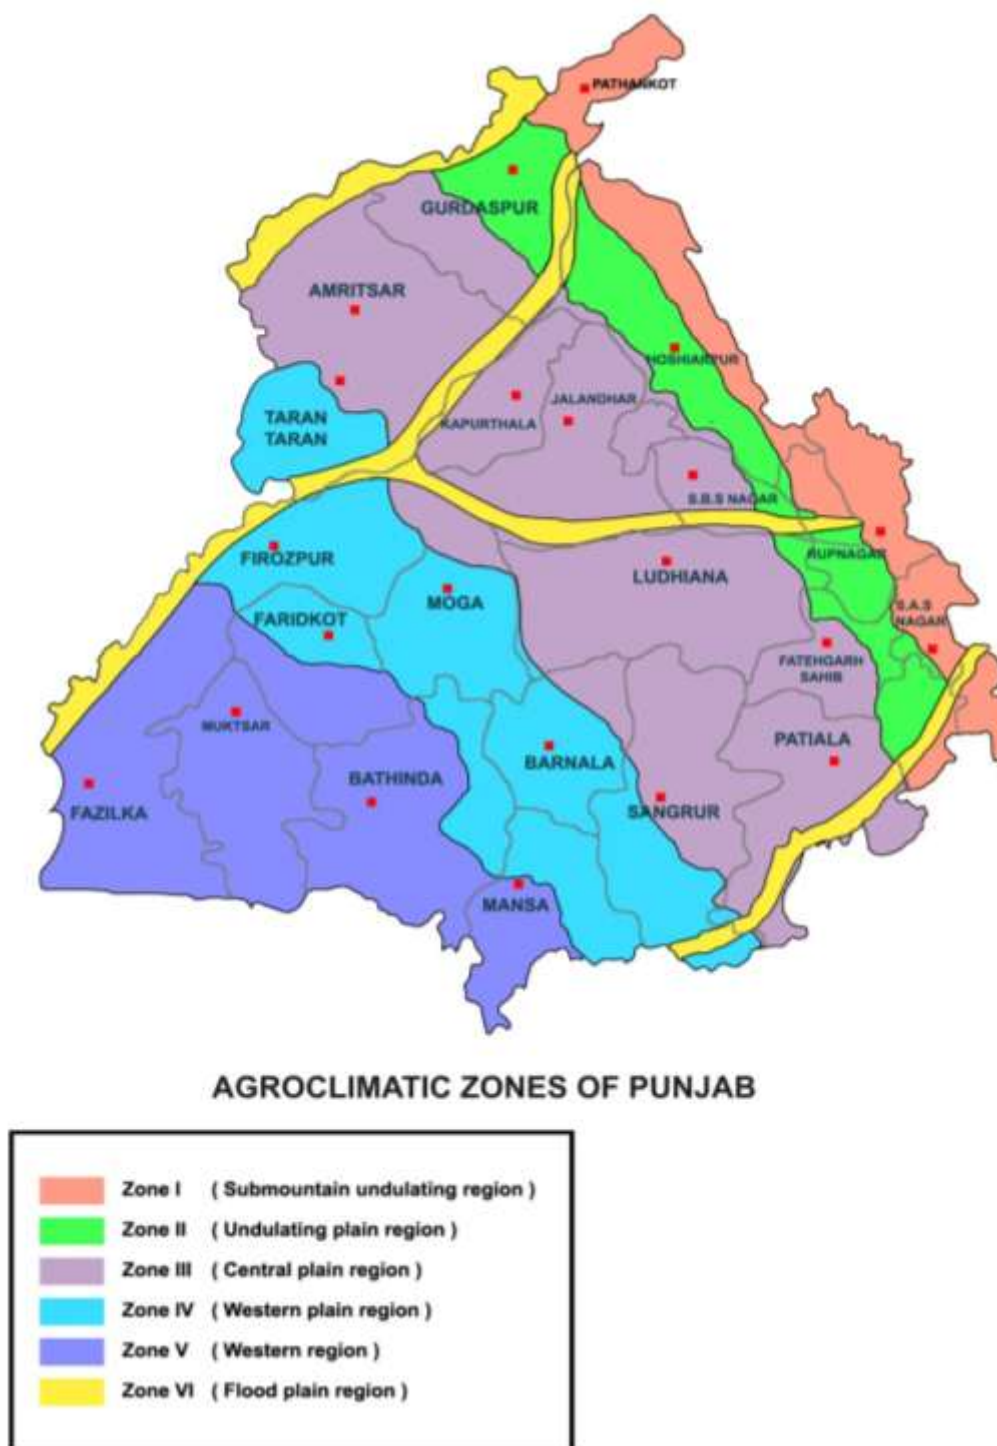 PATHANKOT
GURDASPUR
AMRITSAR
HOSHIARPUR
TARAN
TARAN
KAPURTHALA
JALANDHAR
S.B.S NAGAR
FIROZPUR
LUDHIANA
RUPNAGAR
MOGA
FARIDKOT
S.A.S
NAGAR
FATEHGARH
SAHIB
MUKTSAR
PATIALA
BATHINDA
BARNALA
FAZILKA
SANGRUR
MANSA
AGROCLIMATIC ZONES OF PUNJAB
Zone I ( Submountain undulating region )
Zone II ( Undulating plain region )
Zone III ( Central plain region )
Zone IV ( Western plain region )
Zone V ( Western region )
Zone VI ( Flood plain region )